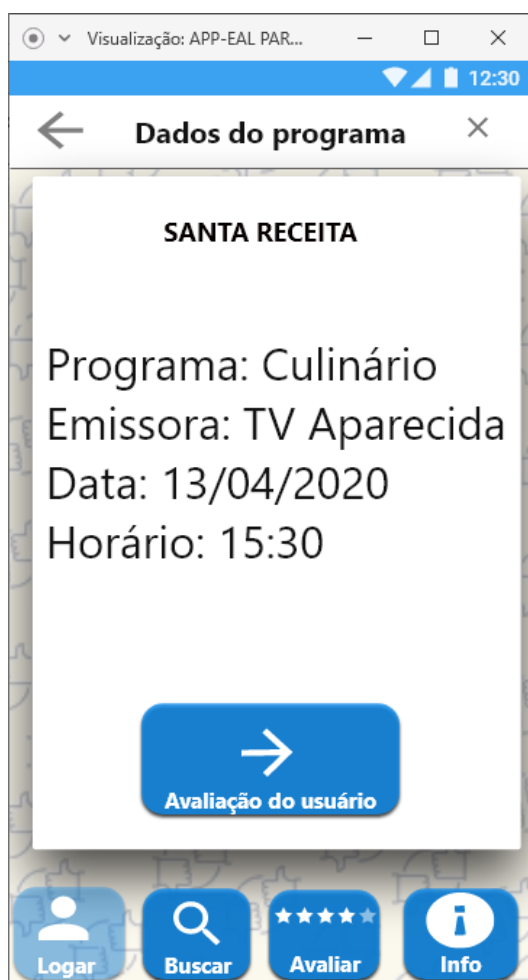 Visualização: APP-EAL PAR...
12:30
Dados do programa
SANTA RECEITA
Programa: Culinário
Emissora: TV Aparecida
Data: 13/04/2020
Horário: 15:30
Avaliação do usuário
Logar
Buscar
Avaliar
Info